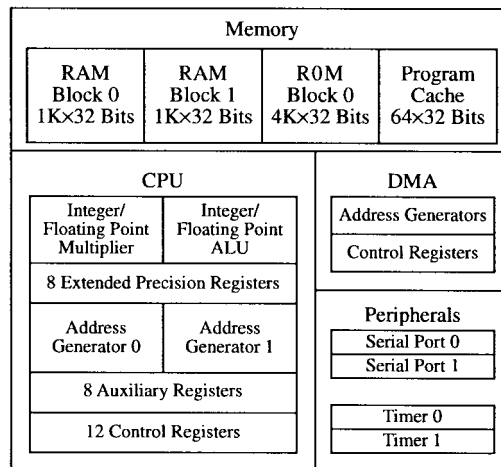 Memory
RAM
Block 0
1K×32 Bits
RAM
Block 1
1K×32 Bits
R0M
Block 0
4K×32 Bits
Program
Cache
64×32 Bits
CPU
Integer/
Floating Point
Multiplier
Integer/
Floating Point
ALU
8 Extended Precision Registers
Address
Generator 0
Address
Generator 1
8 Auxiliary Registers
12 Control Registers
DMA
Address Generators
Control Registers
Peripherals
Serial Port 0
Serial Port 1
Timer 0
Timer 1